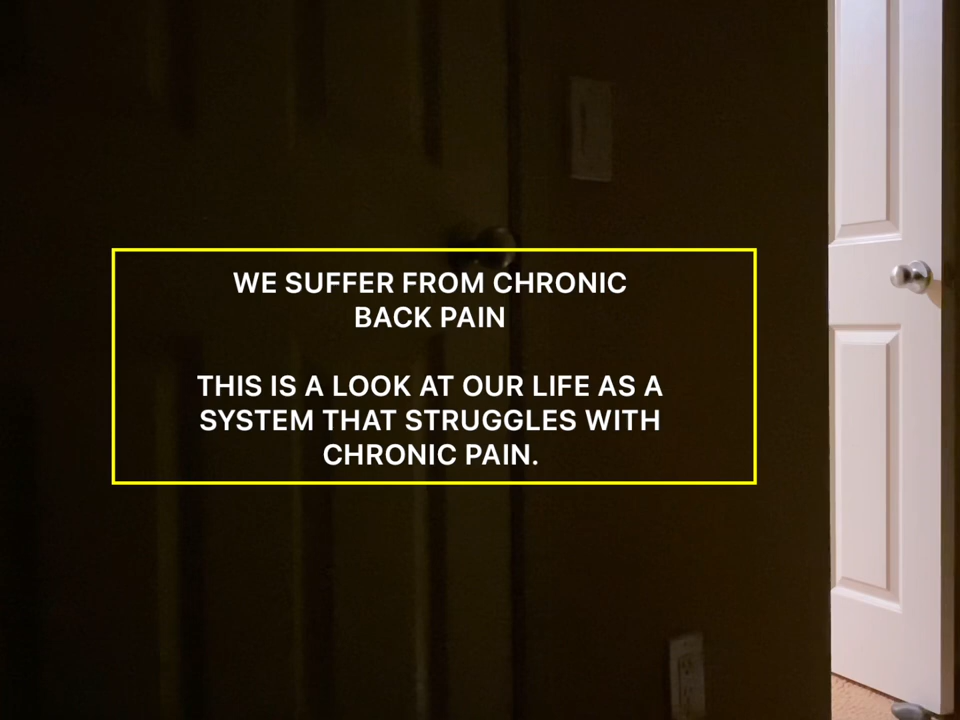 WE SUFFER FROM CHRONIC
BACK PAIN
THIS IS A LOOK AT OUR LIFE AS A
SYSTEM THAT STRUGGLES WITH
CHRONIC PAIN.